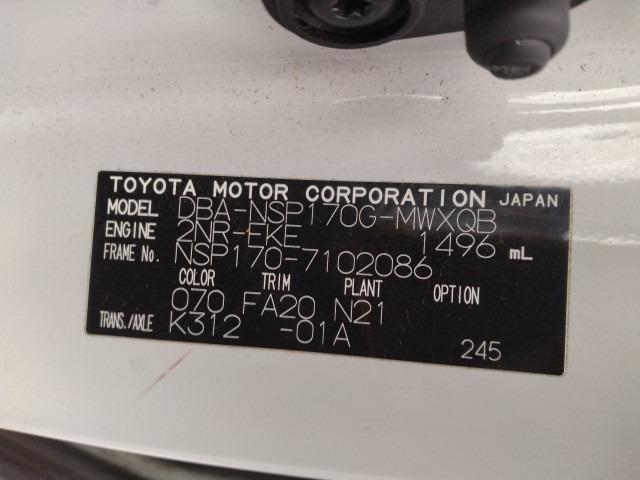 TOYOTA MOTOR CORPORATION JAPAN
MODEL DBA-NSP170G-MWXQB
ENGINE 2NR-FKE 1496 mL
FRAME No. NSP170-7102086
COLOR TRIM PLANT OPTION
070 FA20 N21
TRANS./AXLE K312 -01A
245